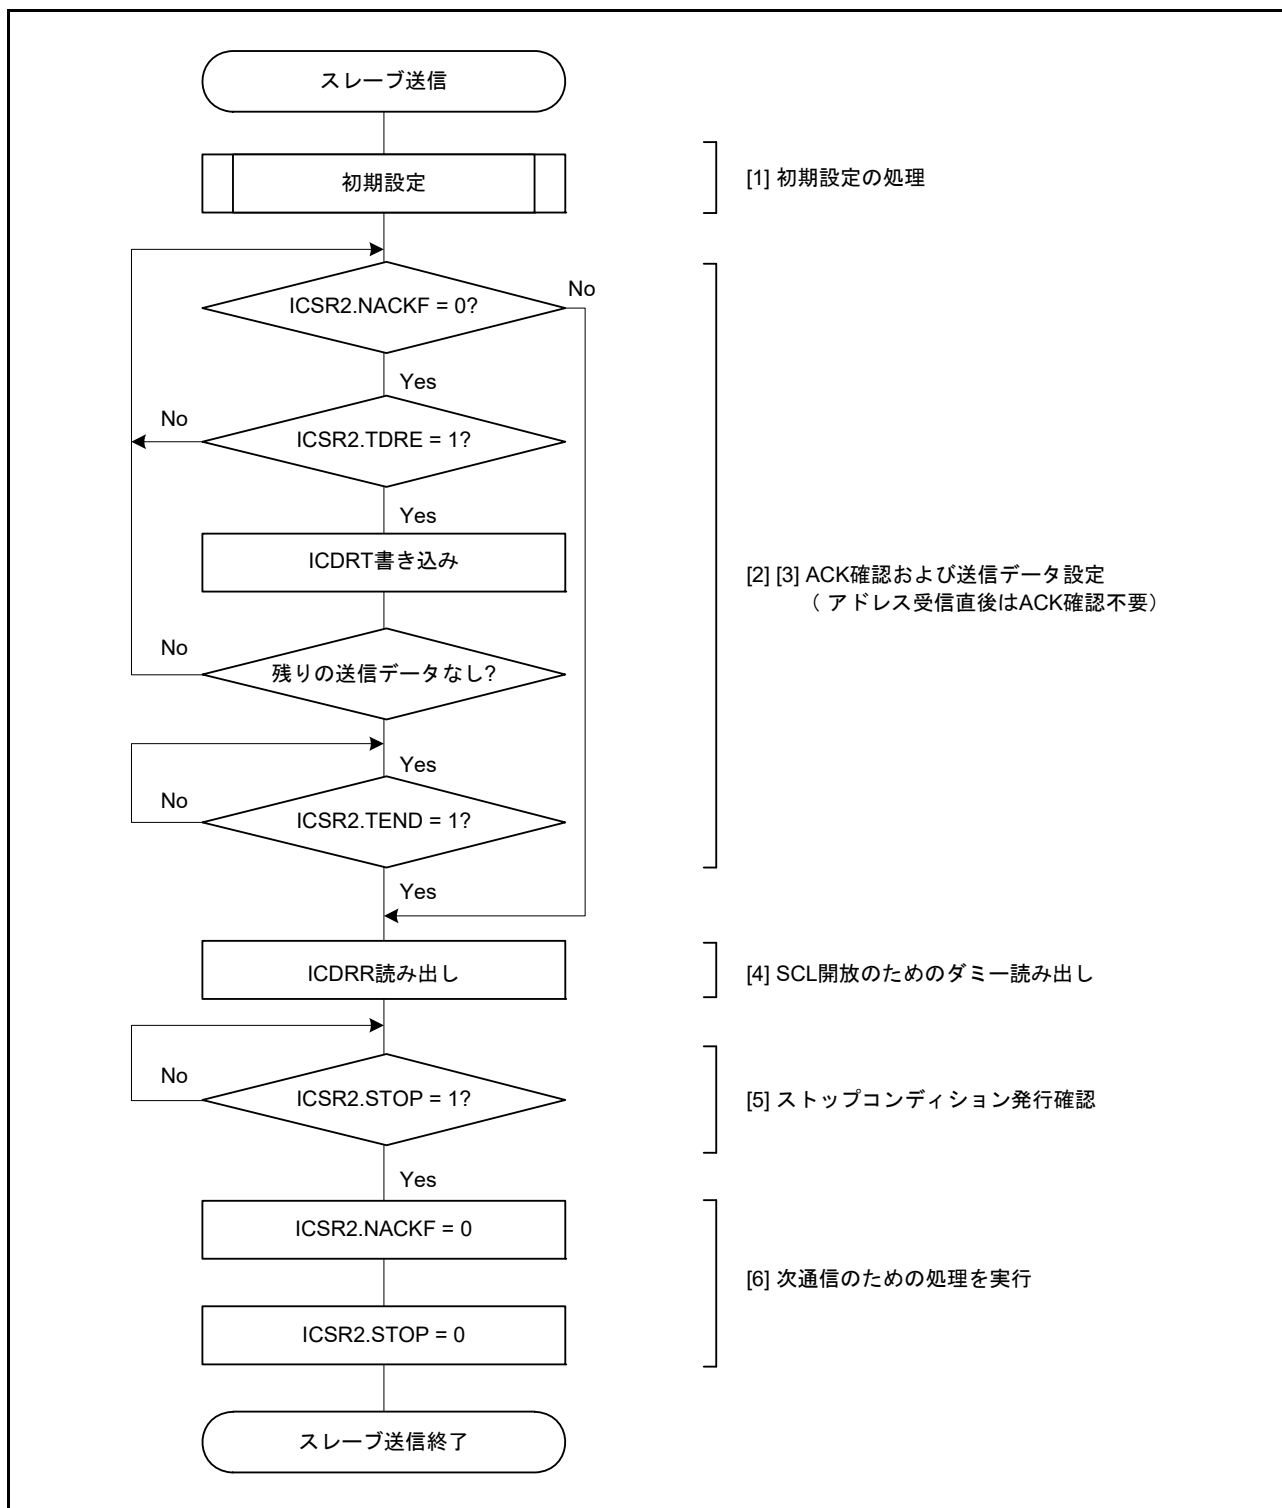 スレーブ送信
初期設定
[1] 初期設定の処理
ICSR2.NACKF = 0?
No
Yes
No
ICSR2.TDRE = 1?
Yes
ICDRT書き込み
[2] [3] ACK確認および送信データ設定
（ アドレス受信直後はACK確認不要）
No
残りの送信データなし?
Yes
No
ICSR2.TEND = 1?
Yes
ICDRR読み出し
[4] SCL開放のためのダミー読み出し
No
ICSR2.STOP = 1?
[5] ストップコンディション発行確認
Yes
ICSR2.NACKF = 0
[6] 次通信のための処理を実行
ICSR2.STOP = 0
スレーブ送信終了